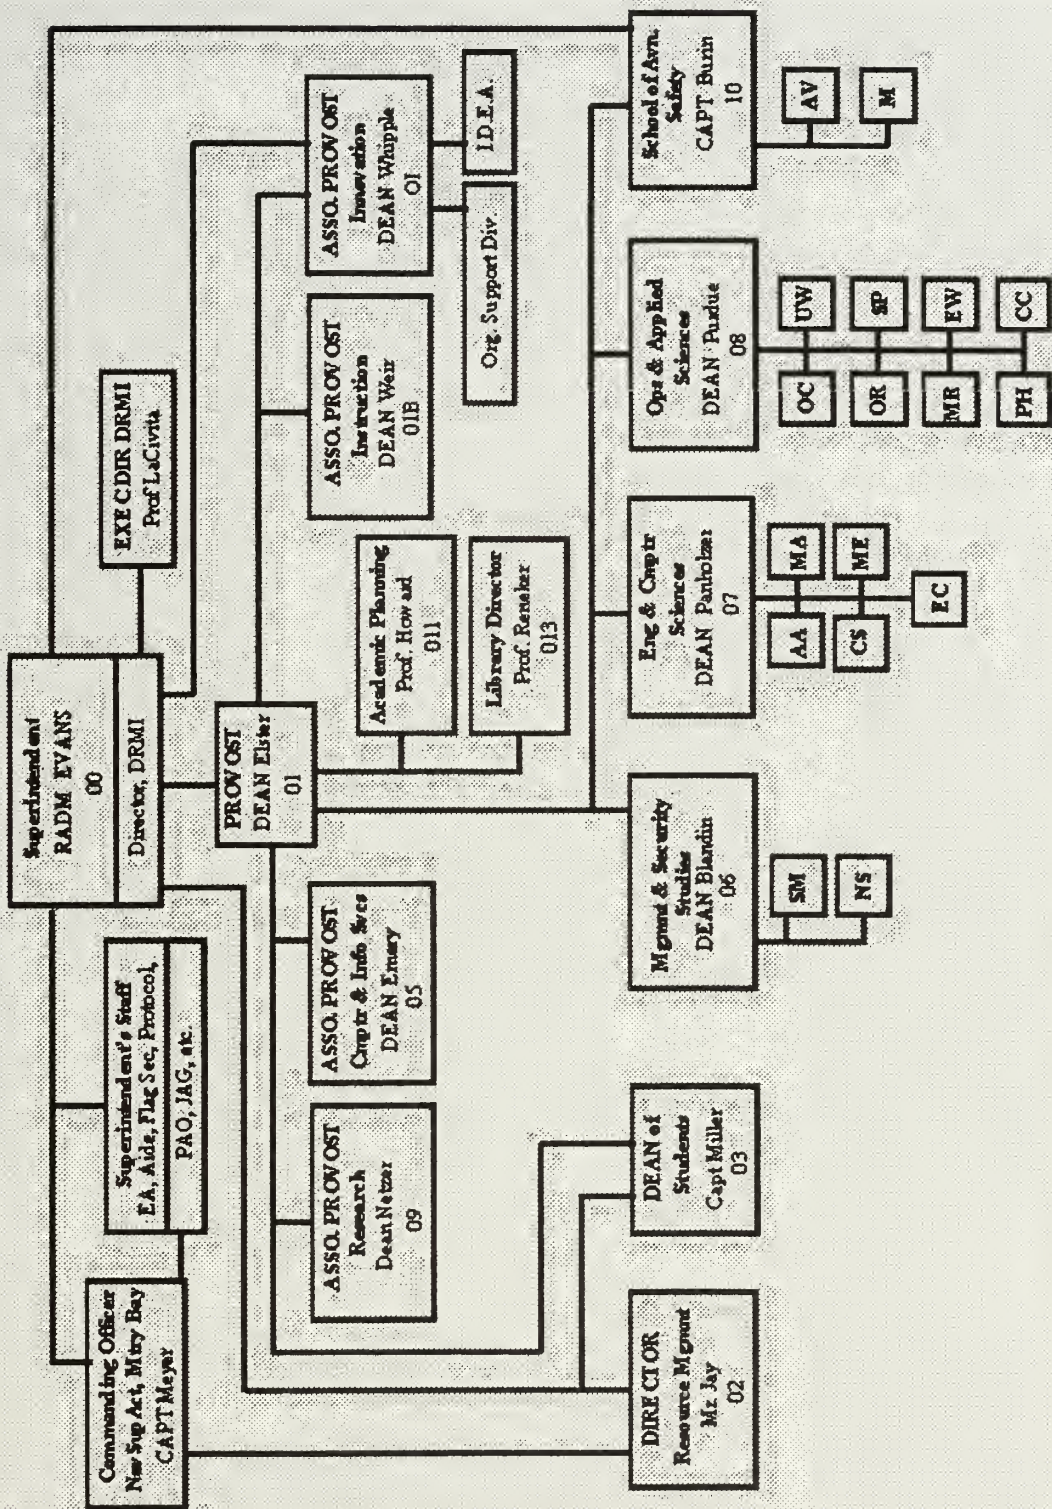 Superintendent
RADM EVANS
00
Director, DRMI
EXEC DIR DRMI
Prof LaCivita
Superintendent's Staff
EA, Aide, Flag Sec, Protocol,
PAO, JAG, etc.
Commanding Officer
Nav Sup Act, Mtry Bay
CAPT Meyer
PROVOST
DEAN Elster
01
ASSO. PROVOST
Research
Dean Netzer
09
ASSO. PROVOST
Cmptr & Info Svcs
DEAN Emery
05
Academic Planning
Prof. Howard
011
Library Director
Prof. Reneker
013
ASSO. PROVOST
Instruction
DEAN Weir
01B
ASSO. PROVOST
Innovation
DEAN Whipple
OI
Org. Support Div.
I.D.E.A.
DIRECTOR
Resource Mgmnt
Mr. Jay
02
DEAN of
Students
Capt Miller
03
Mgmnt & Security
Studies
DEAN Blandin
06
SM
NS
Eng & Cmptr
Sciences
DEAN Panholzer
07
AA
MA
CS
ME
EC
Ops & Applied
Sciences
DEAN Purdue
08
OC
UW
OR
SP
MR
EW
PH
CC
School of Avn.
Safety
CAPT Burin
10
AV
M